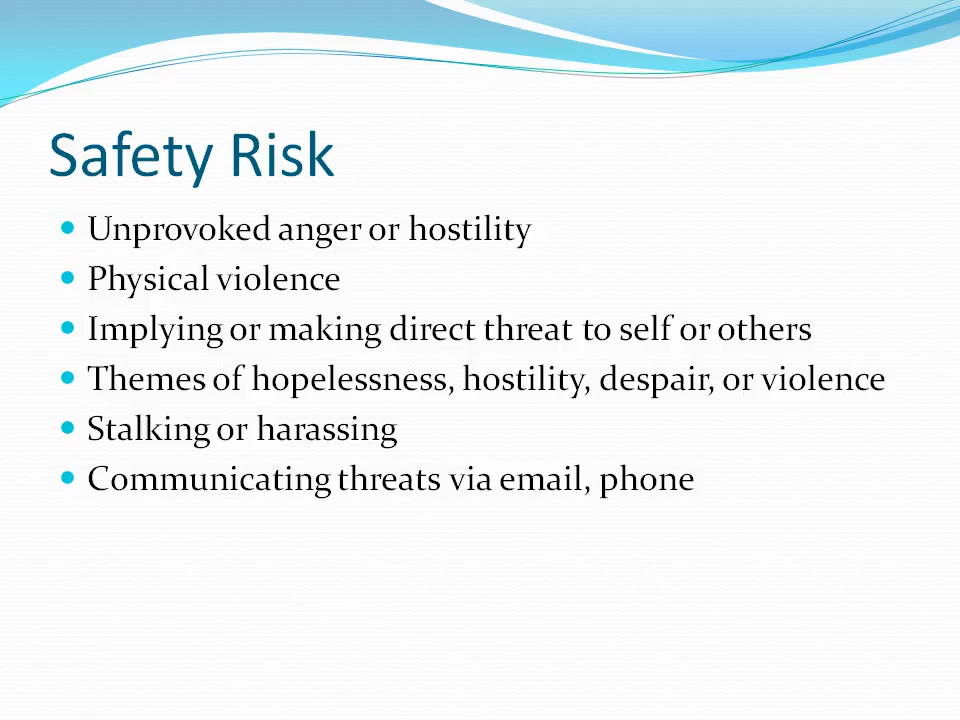 Safety Risk
Unprovoked anger or hostility
Physical violence
Implying or making direct threat to self or others
Themes of hopelessness, hostility, despair, or violence
Stalking or harassing
Communicating threats via email, phone